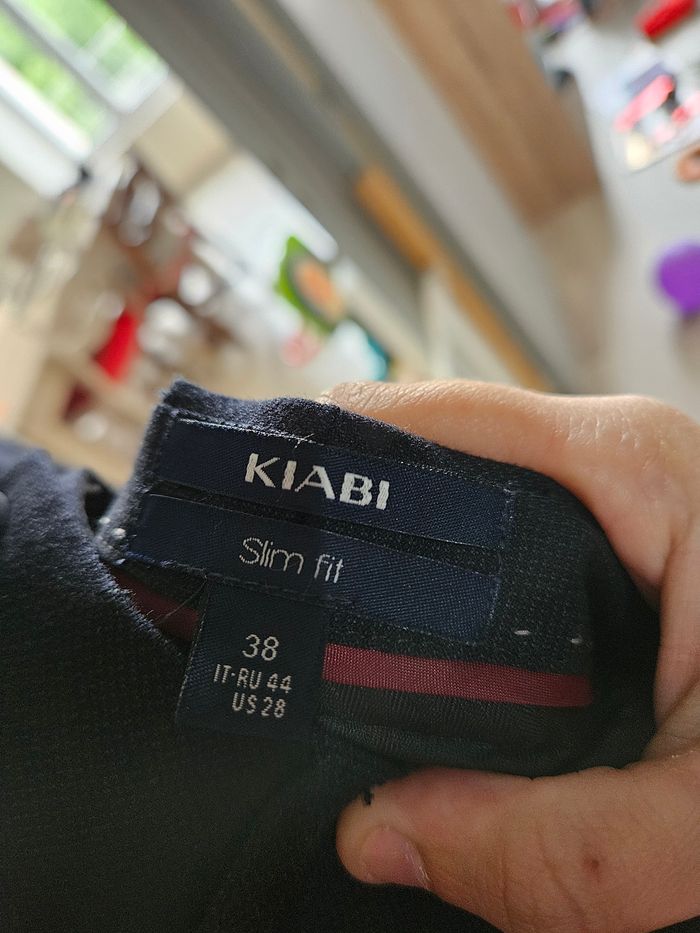 KIABI
Slim fit
38
IT-RU 44
US 28